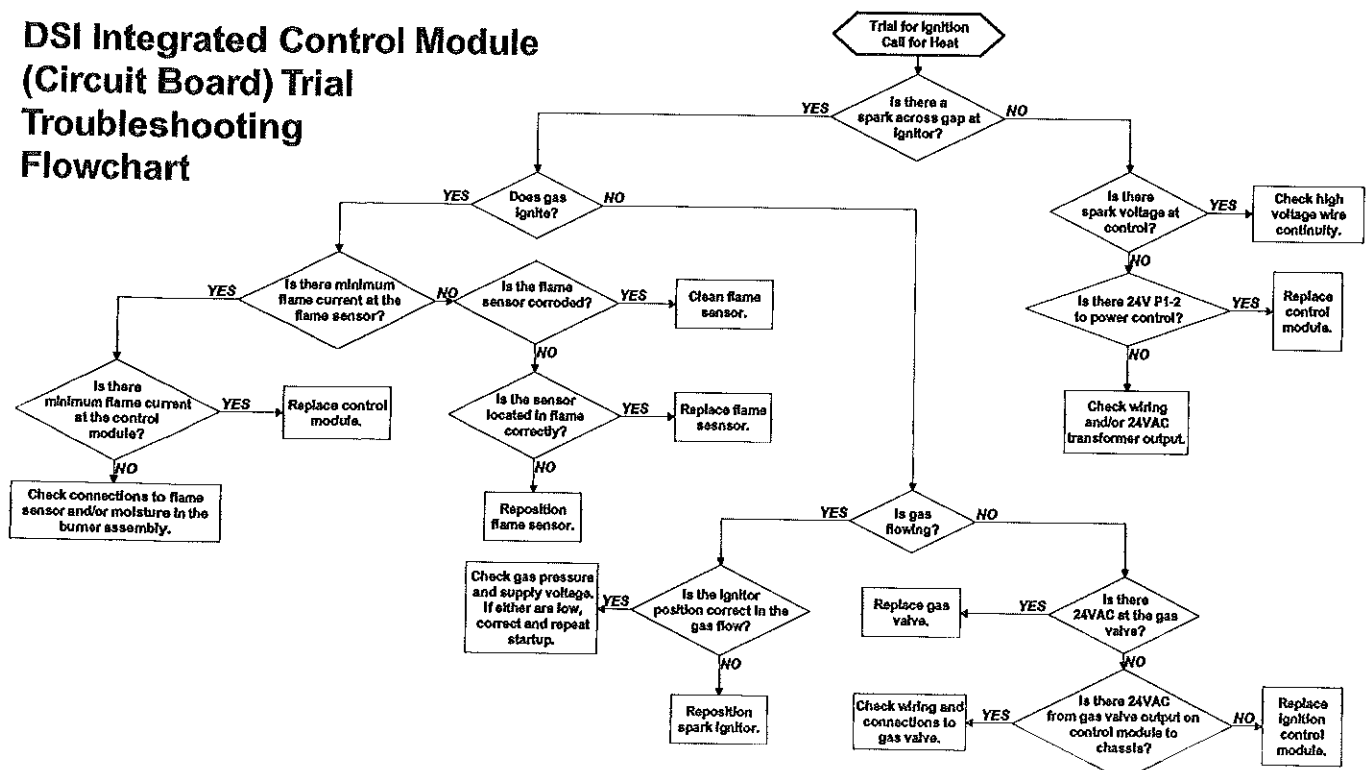 DSI Integrated Control Module
(Circuit Board) Trial
Troubleshooting
Flowchart
Trial for Ignition
Call for Heat
Is there a
spark across gap at
ignitor?
YES
NO
Does gas
ignite?
YES
NO
Is there
spark voltage at
control?
YES
Check high
voltage wire
continuity.
NO
Is there minimum
flame current at the
flame sensor?
YES
NO
Is the flame
sensor corroded?
YES
Clean flame
sensor.
Is there 24V P1-2
to power control?
YES
Replace
control
module.
NO
NO
Is there
minimum flame current
at the control
module?
YES
Replace control
module.
Is the sensor
located in flame
correctly?
YES
Replace flame
sesnsor.
Check wiring
and/or 24VAC
transformer output.
NO
NO
Check connections to flame
sensor and/or moisture in the
burner assembly.
Reposition
flame sensor.
Is gas
flowing?
YES
NO
Check gas pressure
and supply voltage.
If either are low,
correct and repeat
startup.
YES
Is the ignitor
position correct in the
gas flow?
Replace gas
valve.
YES
Is there
24VAC at the gas
valve?
NO
NO
Reposition
spark ignitor.
Check wiring and
connections to
gas valve.
YES
Is there 24VAC
from gas valve output on
control module to
chassis?
NO
Replace
ignition
control
module.